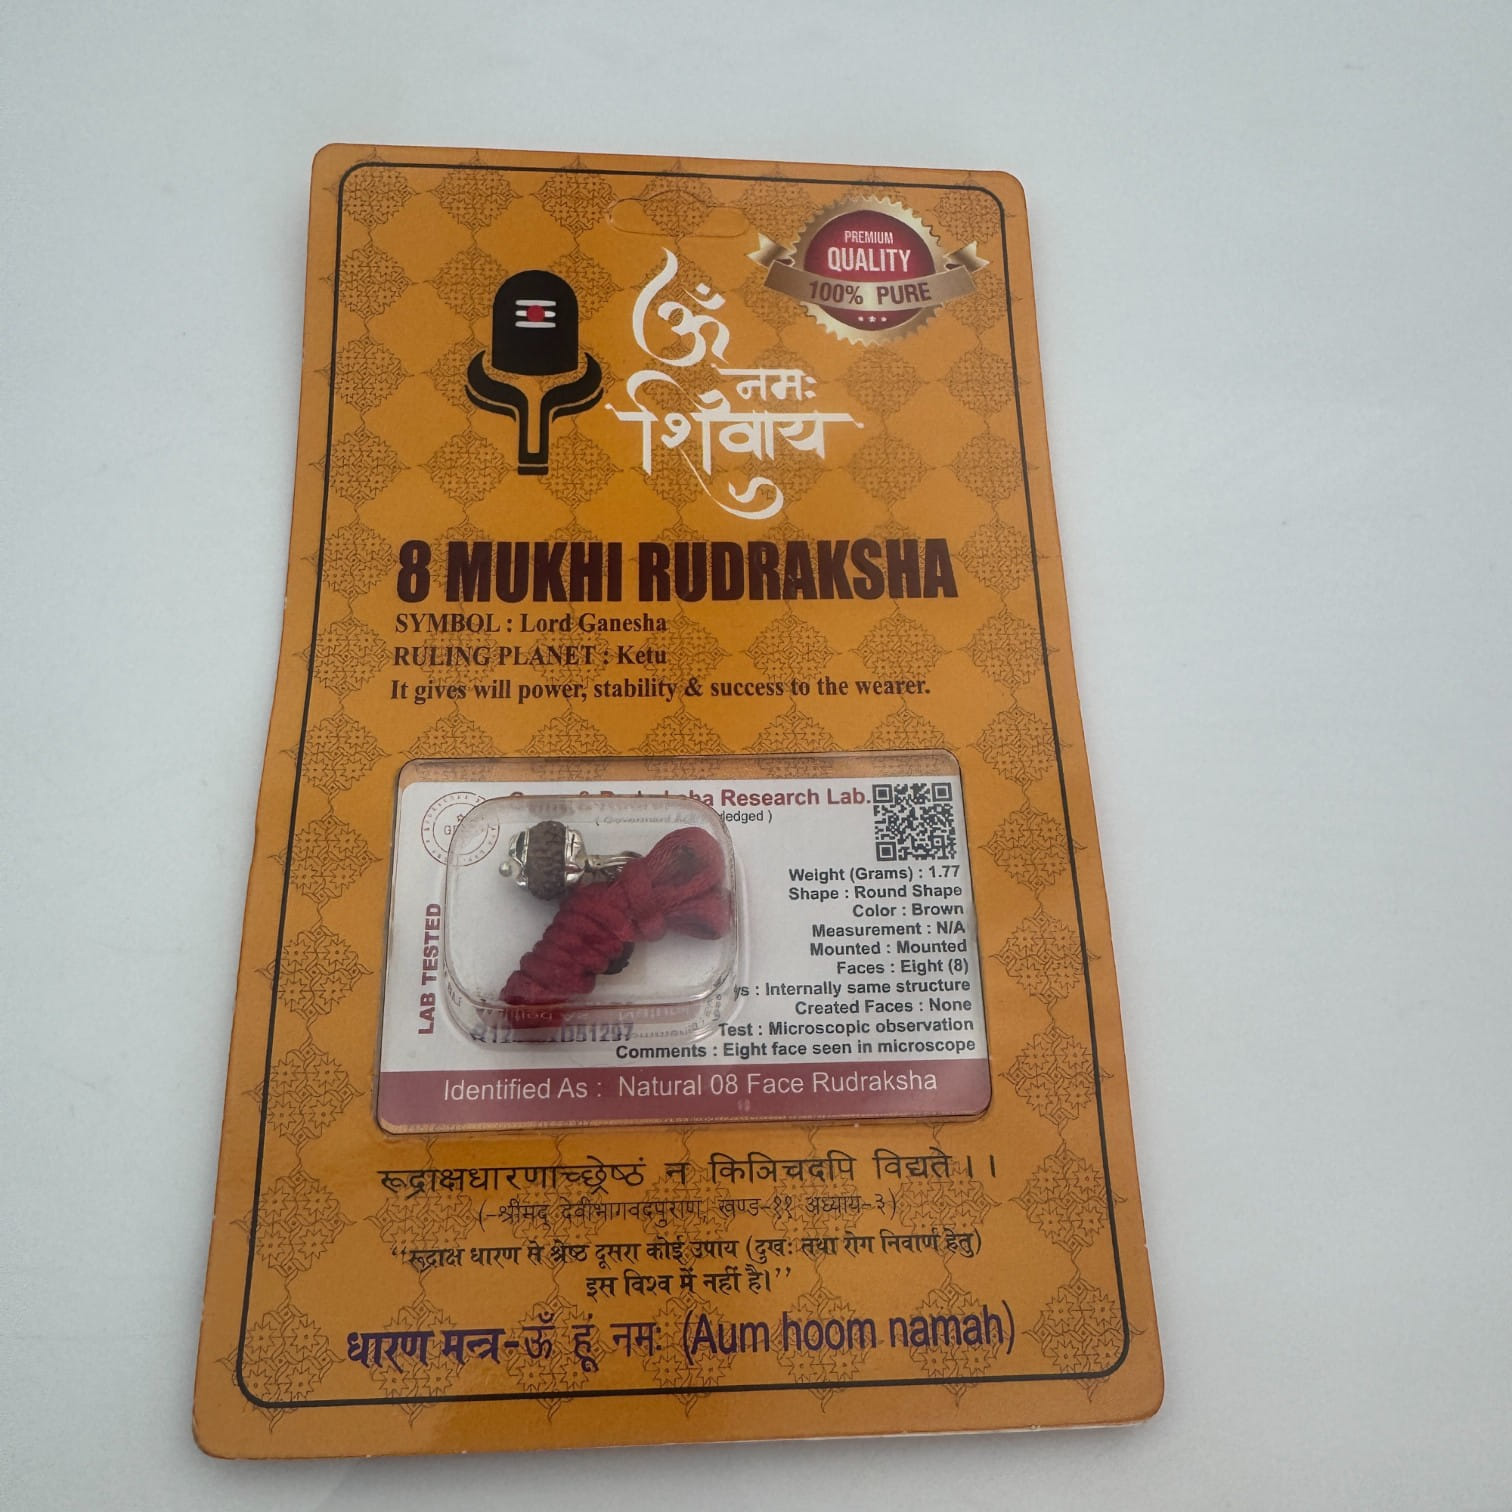 PREMIUM
QUALITY
100% PURE
ॐ
नमः
शिवाय
8 MUKHI RUDRAKSHA
SYMBOL : Lord Ganesha
RULING PLANET : Ketu
It gives will power, stability & success to the wearer.
Research Lab.
LAB TESTED
Weight (Grams) : 1.77
Shape : Round Shape
Color : Brown
Measurement : N/A
Mounted : Mounted
Faces : Eight (8)
: Internally same structure
Created Faces : None
Test : Microscopic observation
Comments : Eight face seen in microscope
Identified As : Natural 08 Face Rudraksha
रूद्राक्षधारणाच्छ्रेष्ठं न किञिचदपि विद्यते।।
(-श्रीमद् देवीभागवदपुराण, खण्ड-११ अध्याय-३)
“रूद्राक्ष धारण से श्रेष्ठ दूसरा कोई उपाय (दुखः तथा रोग निवार्ण हेतु)
इस विश्व में नहीं है।”
धारण मन्त्र-ऊँ हूं नमः (Aum hoom namah)